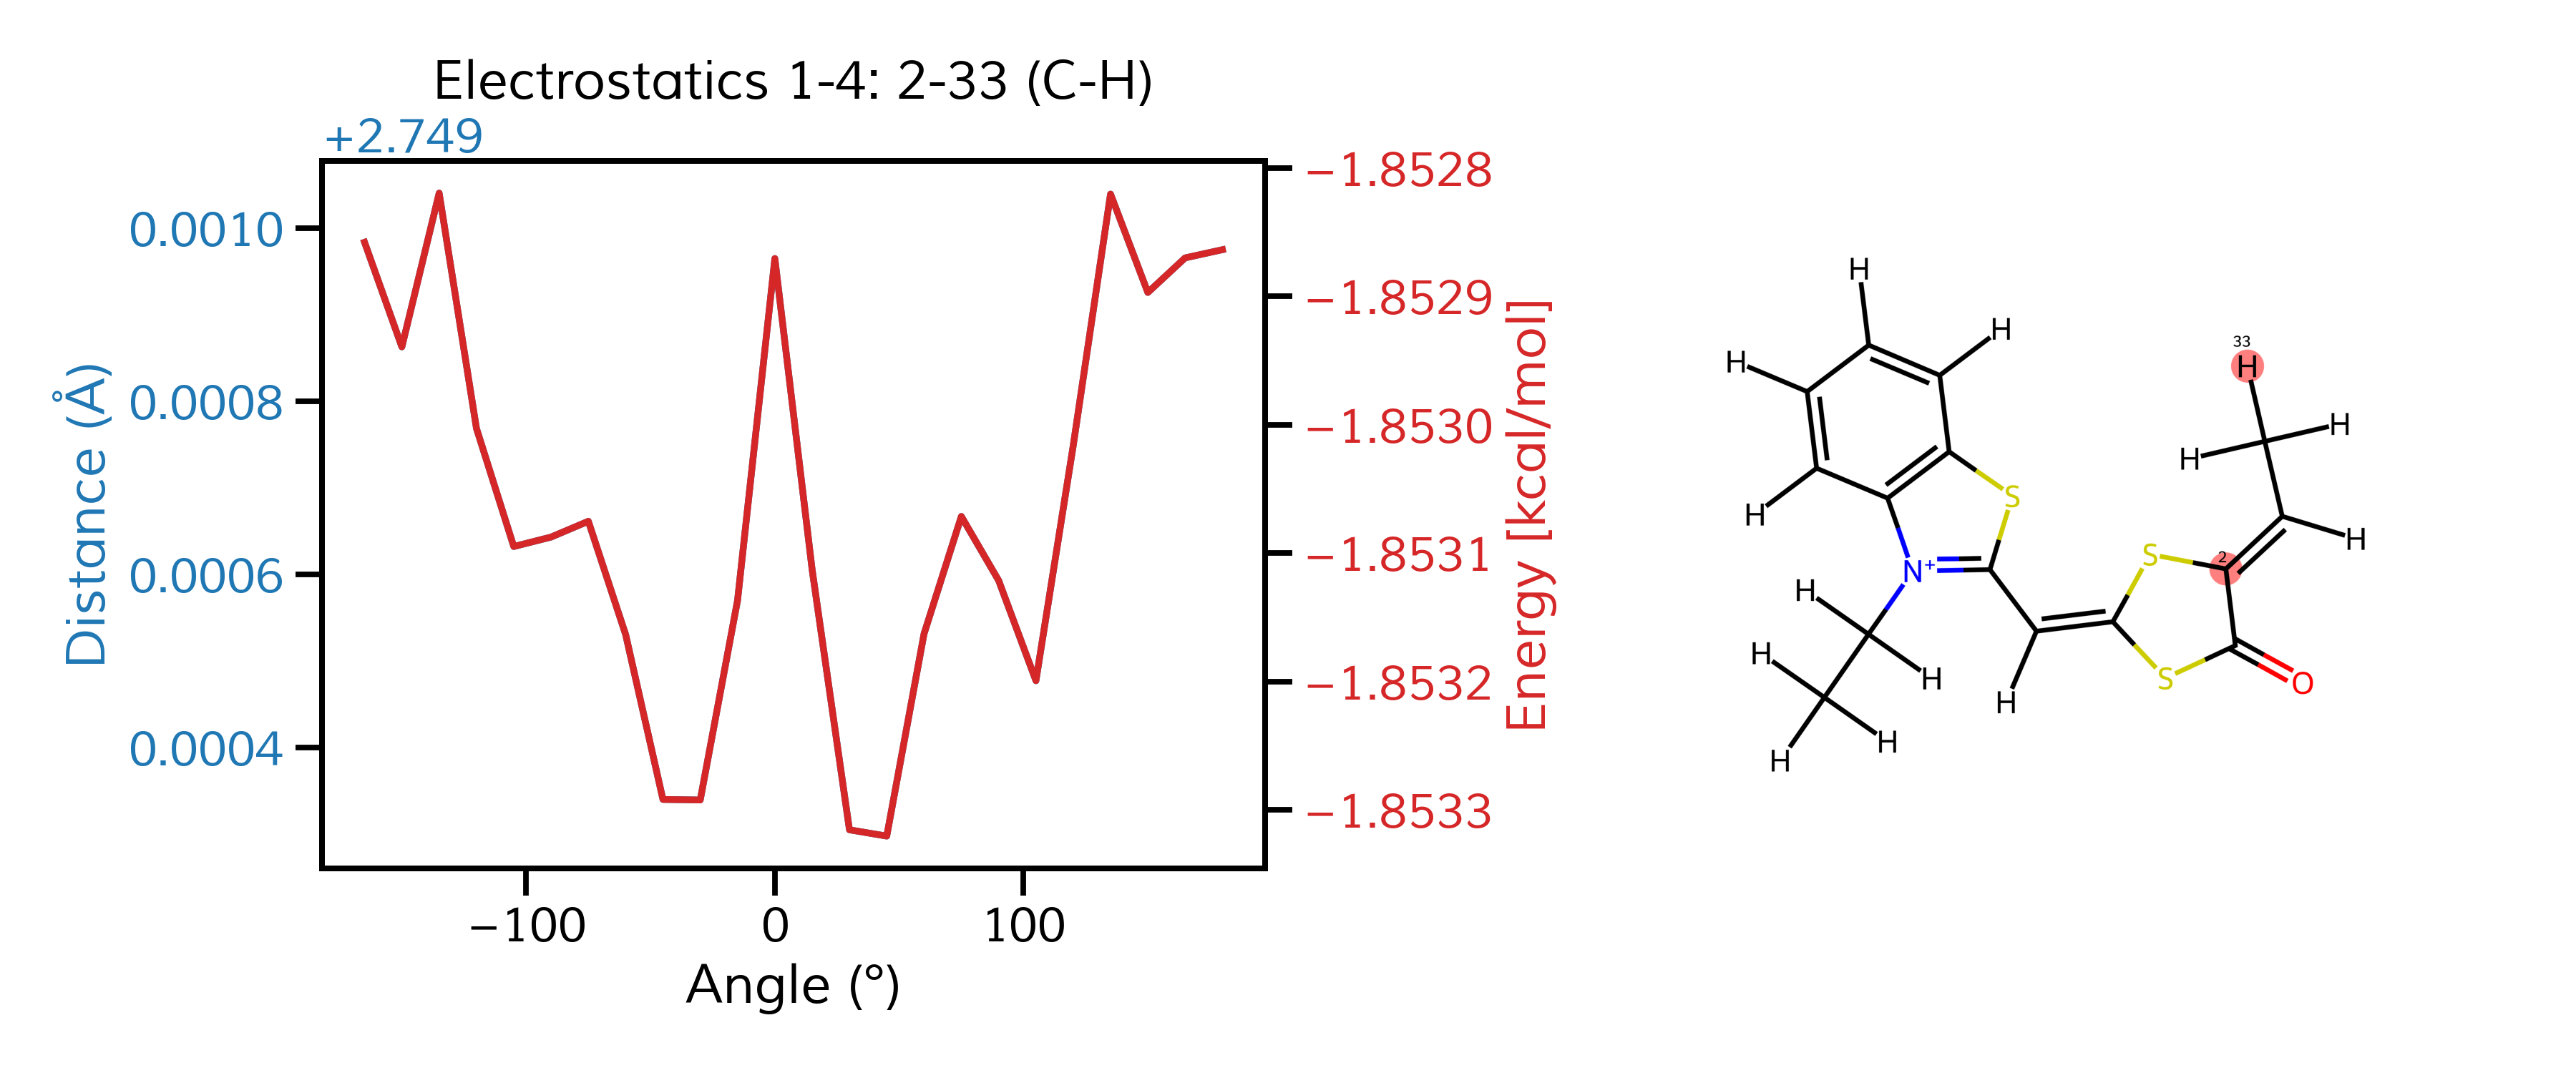 Electrostatics 1-4: 2-33 (C-H)
+2.749
0.0010
0.0008
0.0006
0.0004
Distance (Å)
−1.8528
−1.8529
−1.8530
−1.8531
−1.8532
−1.8533
Energy [kcal/mol]
−100 0 100
Angle (°)
H
H
H
33
H
H
H
H
S
H
H
S
2
N+
H
H
H
S
O
H
H
H
H